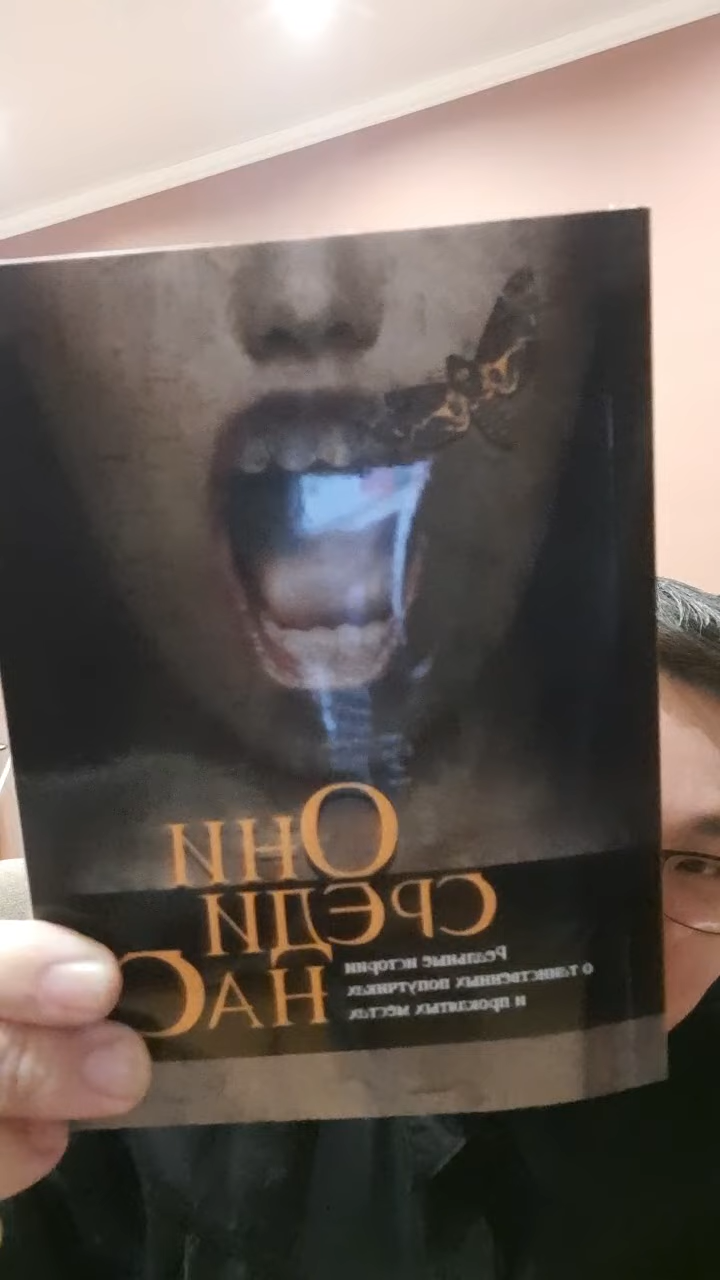 ОНИ
СРЕДИ
НАС
Реальные истории
о таинственных попутчиках
и проклятых местах